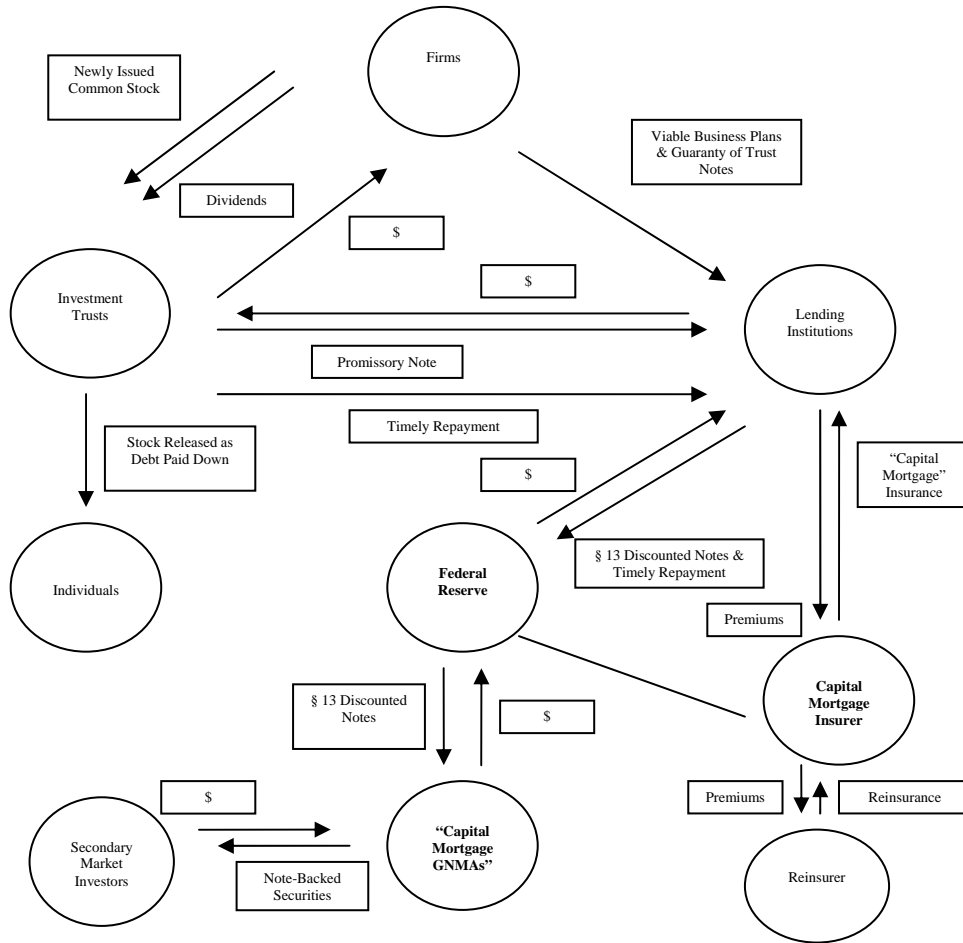 Firms
Newly Issued
Common Stock
Viable Business Plans
& Guaranty of Trust
Notes
Dividends
$
$
Investment
Trusts
Lending
Institutions
Promissory Note
Timely Repayment
Stock Released as
Debt Paid Down
$
“Capital
Mortgage”
Insurance
§ 13 Discounted Notes &
Timely Repayment
Federal
Reserve
Individuals
Premiums
§ 13 Discounted
Notes
$
Capital
Mortgage
Insurer
$
Premiums
Reinsurance
Secondary
Market
Investors
“Capital
Mortgage
GNMAs”
Note-Backed
Securities
Reinsurer